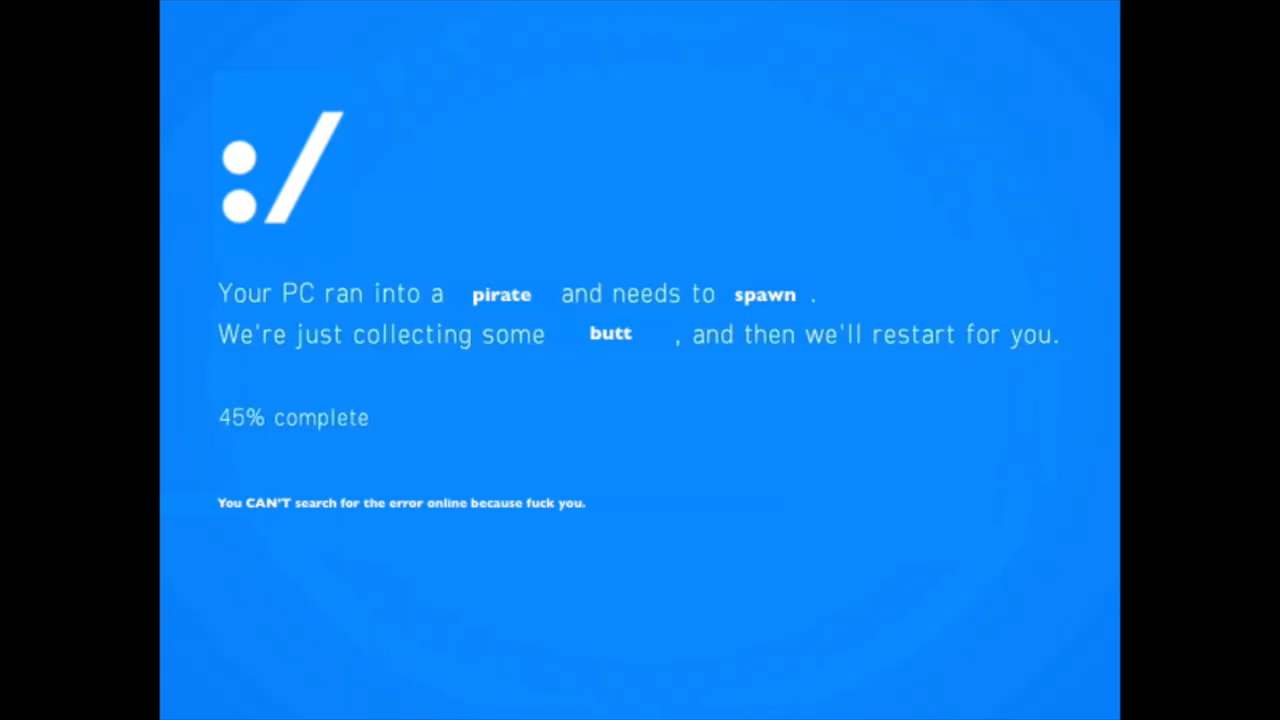 :/
Your PC ran into a pirate and needs to spawn .
We're just collecting some butt , and then we'll restart for you.
45% complete
You CAN'T search for the error online because fuck you.